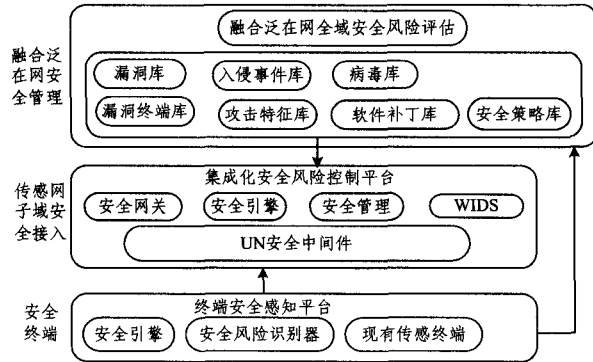 融合泛在网全域安全风险评估
融合泛
在网安
全管理
漏洞库
入侵事件库
病毒库
漏洞终端库
攻击特征库
软件补丁库
安全策略库
集成化安全风险控制平台
传感网
子域安
全接入
安全网关
安全引擎
安全管理
WIDS
UN安全中间件
终端安全感知平台
安全
终端
安全引擎
安全风险识别器
现有传感终端